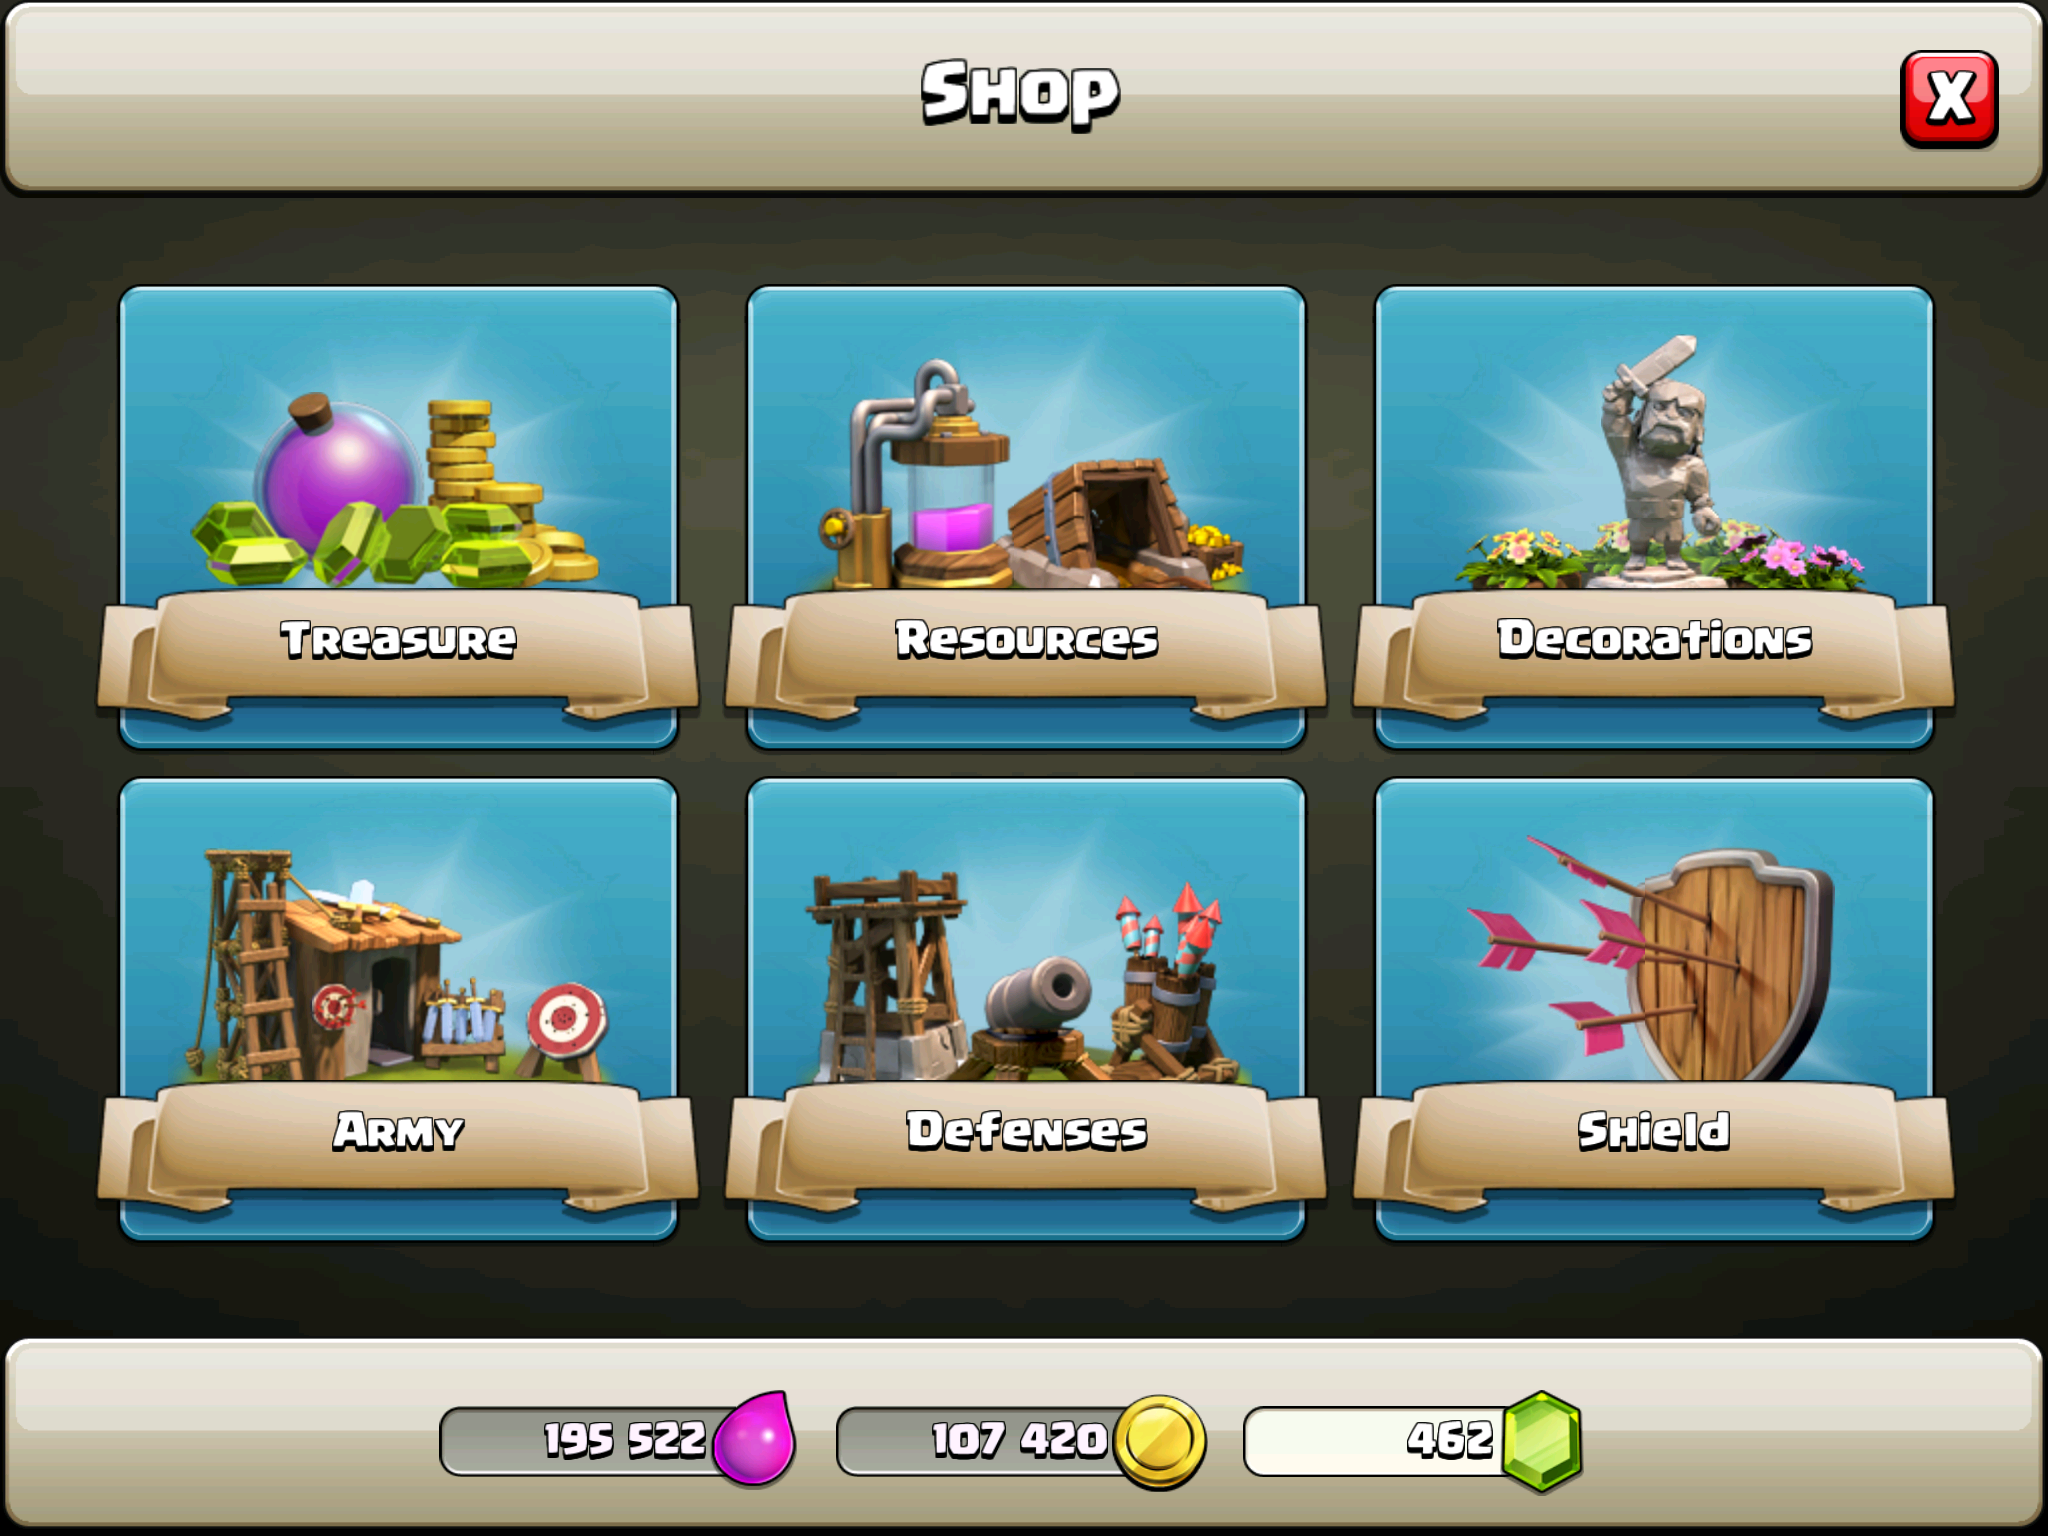 Shop
X
Treasure
Resources
Decorations
Army
Defenses
Shield
195 522
107 420
462